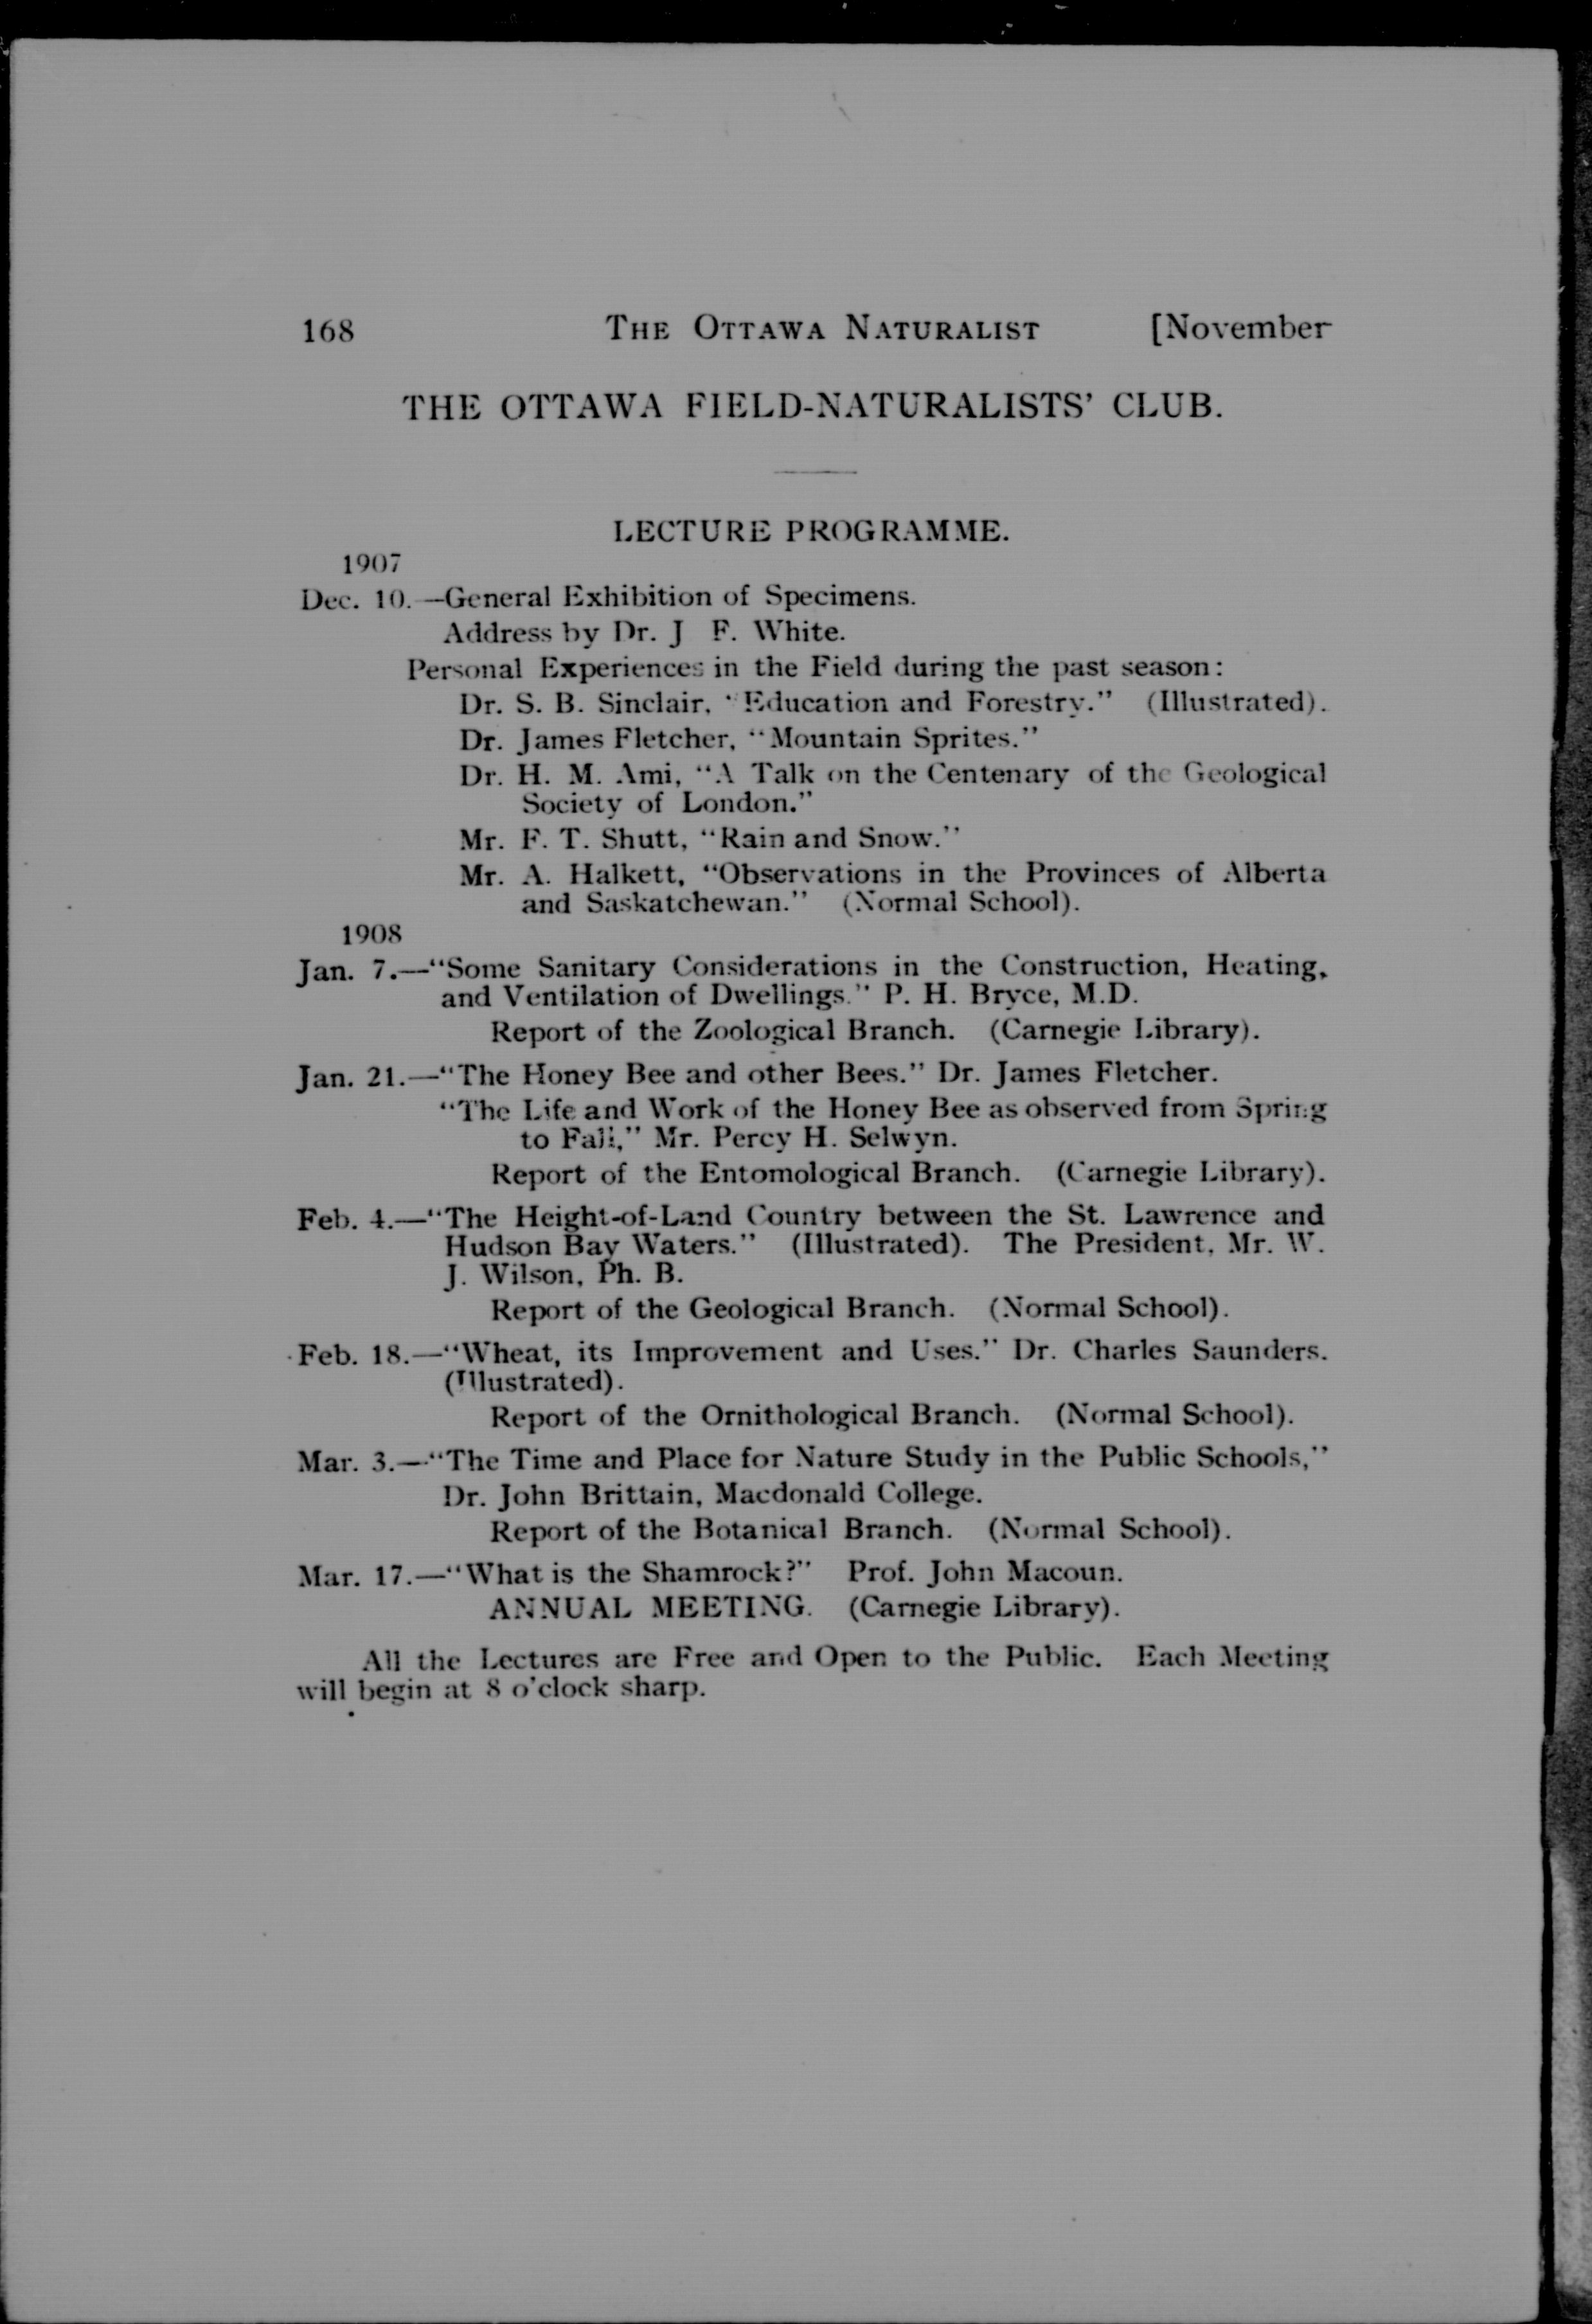 168 The Ottawa Naturalist [November
THE OTTAWA FIELD-NATURALISTS' CLUB.
LECTURE PROGRAMME.
1907
Dec. 10.—General Exhibition of Specimens.
Address by Dr. J F. White.
Personal Experiences in the Field during the past season:
Dr. S. B. Sinclair, "Education and Forestry." (Illustrated).
Dr. James Fletcher, "Mountain Sprites."
Dr. H. M. Ami, "A Talk on the Centenary of the Geological
Society of London."
Mr. F. T. Shutt, "Rain and Snow."
Mr. A. Halkett, "Observations in the Provinces of Alberta
and Saskatchewan." (Normal School).
1908
Jan. 7.—"Some Sanitary Considerations in the Construction, Heating,
and Ventilation of Dwellings." P. H. Bryce, M.D.
Report of the Zoological Branch. (Carnegie Library).
Jan. 21.—"The Honey Bee and other Bees." Dr. James Fletcher.
"The Life and Work of the Honey Bee as observed from Spring
to Fall," Mr. Percy H. Selwyn.
Report of the Entomological Branch. (Carnegie Library).
Feb. 4.—"The Height-of-Land Country between the St. Lawrence and
Hudson Bay Waters." (Illustrated). The President, Mr. W.
J. Wilson, Ph. B.
Report of the Geological Branch. (Normal School).
Feb. 18.—"Wheat, its Improvement and Uses." Dr. Charles Saunders.
(Illustrated).
Report of the Ornithological Branch. (Normal School).
Mar. 3.—"The Time and Place for Nature Study in the Public Schools,"
Dr. John Brittain, Macdonald College.
Report of the Botanical Branch. (Normal School).
Mar. 17.—"What is the Shamrock?" Prof. John Macoun.
ANNUAL MEETING. (Carnegie Library).
All the Lectures are Free and Open to the Public. Each Meeting
will begin at 8 o'clock sharp.